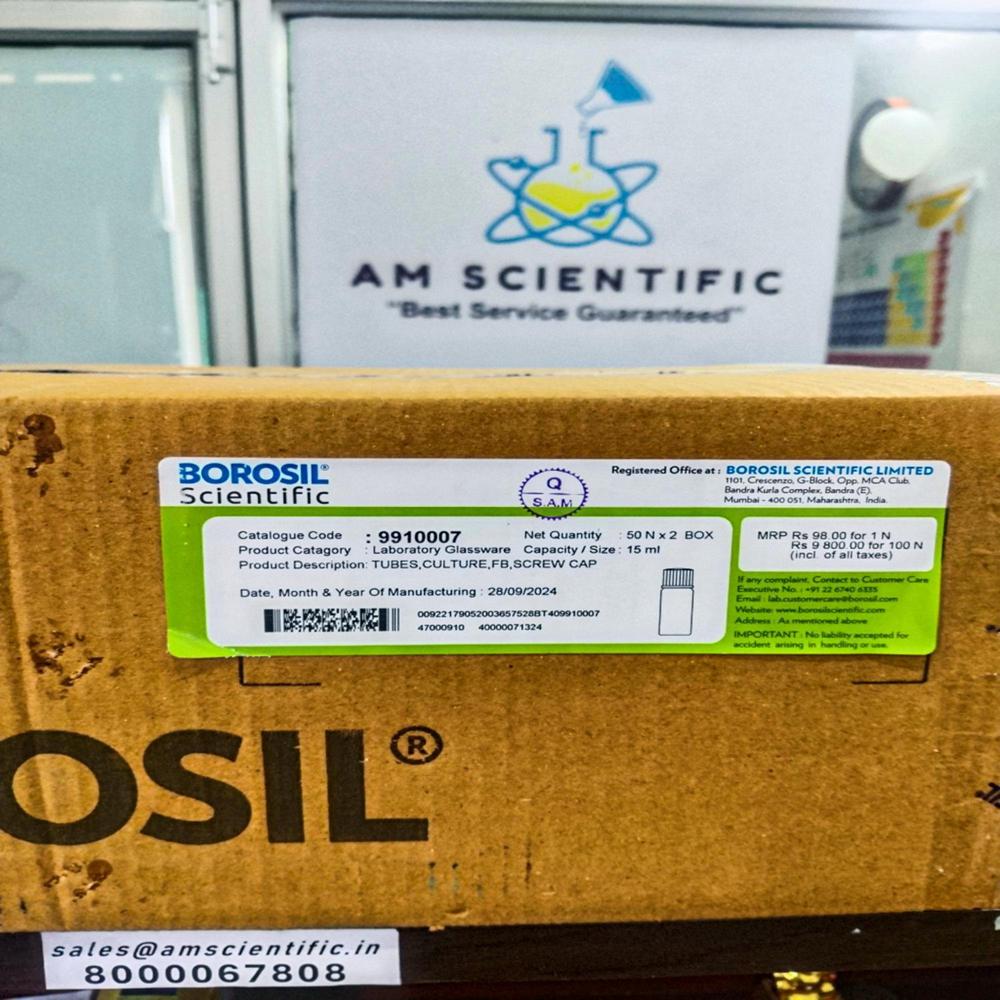 AM SCIENTIFIC
"Best Service Guaranteed"
BOROSIL®
Scientific
Q
S.A.M
Registered Office at : BOROSIL SCIENTIFIC LIMITED
1101, Crescenzo, G-Block, Opp. MCA Club,
Bandra Kurla Complex, Bandra (E),
Mumbai - 400 051, Maharashtra, India.
Catalogue Code : 9910007
Net Quantity : 50 N x 2 BOX
Product Catagory : Laboratory Glassware
Capacity / Size : 15 ml
Product Description: TUBES,CULTURE,FB,SCREW CAP
Date, Month & Year Of Manufacturing : 28/09/2024
00922179052003657528BT409910007
47000910 40000071324
MRP Rs 98.00 for 1 N
Rs 9 800.00 for 100 N
(incl. of all taxes)
If any complaint, Contact to Customer Care
Executive No. : +91 22 6740 6335
Email : lab.customercare@borosil.com
Website: www.borosilscientific.com
Address : As mentioned above
IMPORTANT : No liability accepted for
accident arising in handling or use.
OSIL®
sales@amscientific.in
8000067808